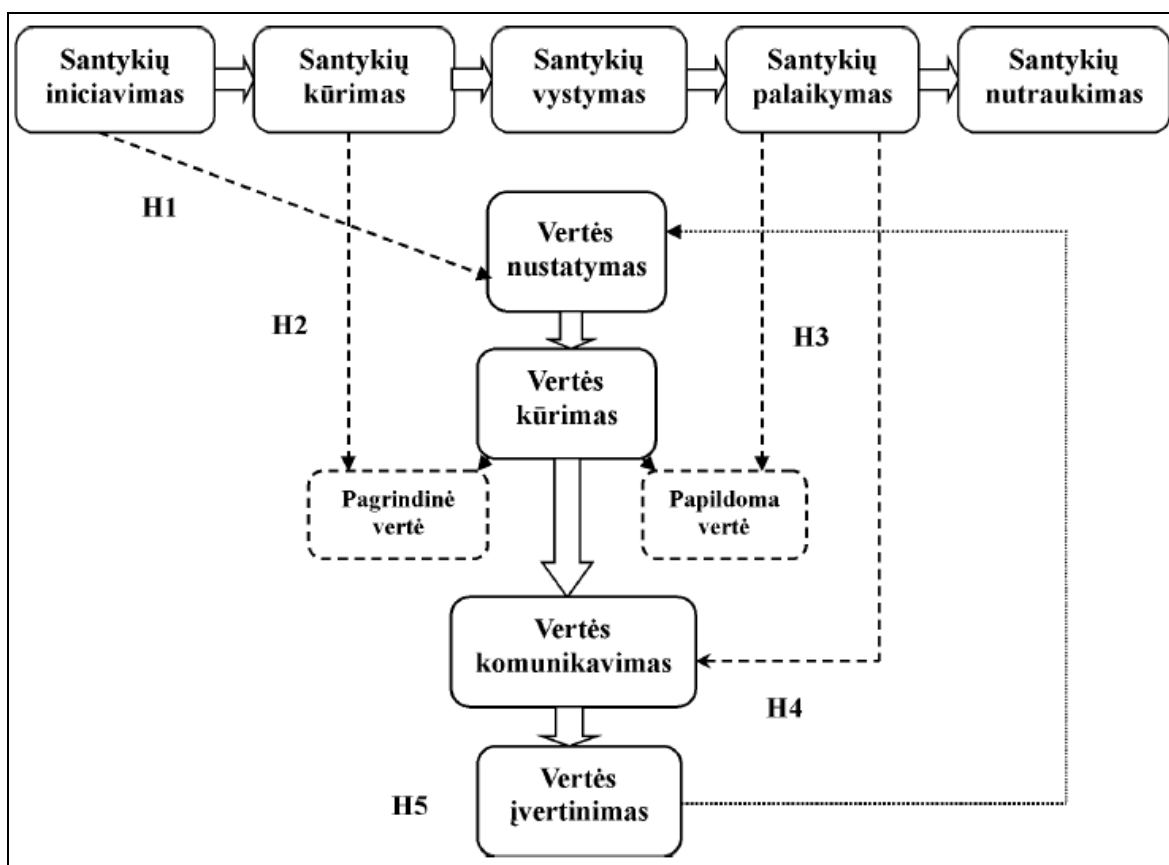 Santykių
iniciavimas
Santykių
kūrimas
Santykių
vystymas
Santykių
palaikymas
Santykių
nutraukimas
H1
Vertės
nustatymas
H2
H3
Vertės
kūrimas
Pagrindinė
vertė
Papildoma
vertė
Vertės
komunikavimas
H4
Vertės
įvertinimas
H5